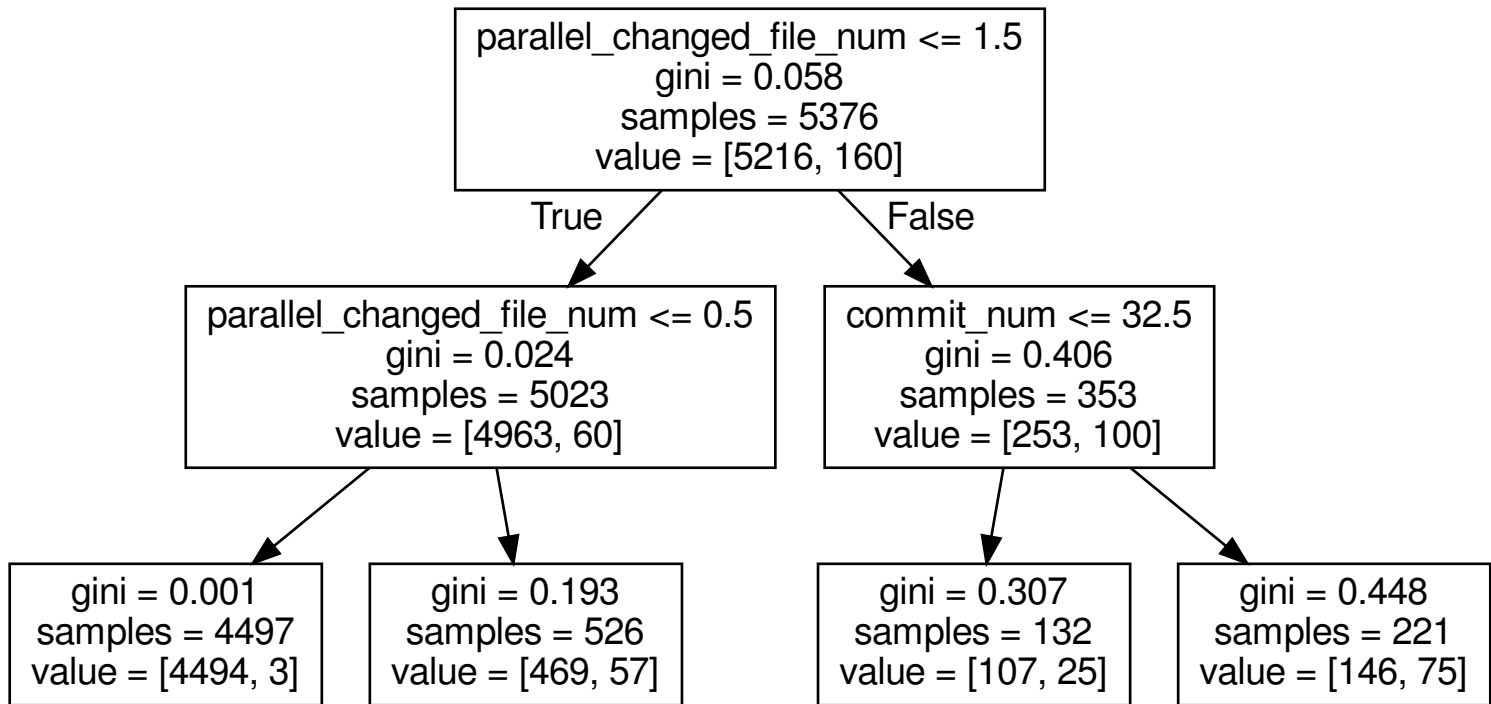 parallel_changed_file_num <= 1.5
gini = 0.058
samples = 5376
value = [5216, 160]
True
False
parallel_changed_file_num <= 0.5
gini = 0.024
samples = 5023
value = [4963, 60]
commit_num <= 32.5
gini = 0.406
samples = 353
value = [253, 100]
gini = 0.001
samples = 4497
value = [4494, 3]
gini = 0.193
samples = 526
value = [469, 57]
gini = 0.307
samples = 132
value = [107, 25]
gini = 0.448
samples = 221
value = [146, 75]